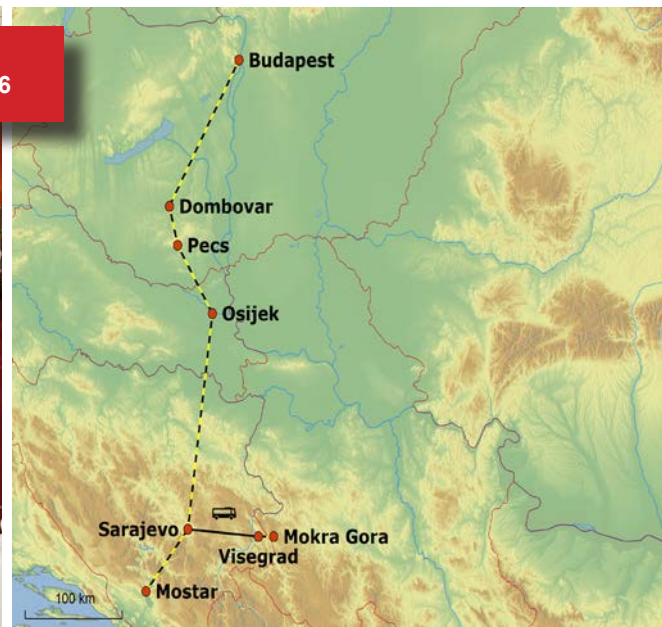 6
Budapest
Dombovar
Pecs
Osijek
Sarajevo
Mokra Gora
Visegrad
Mostar
100 km